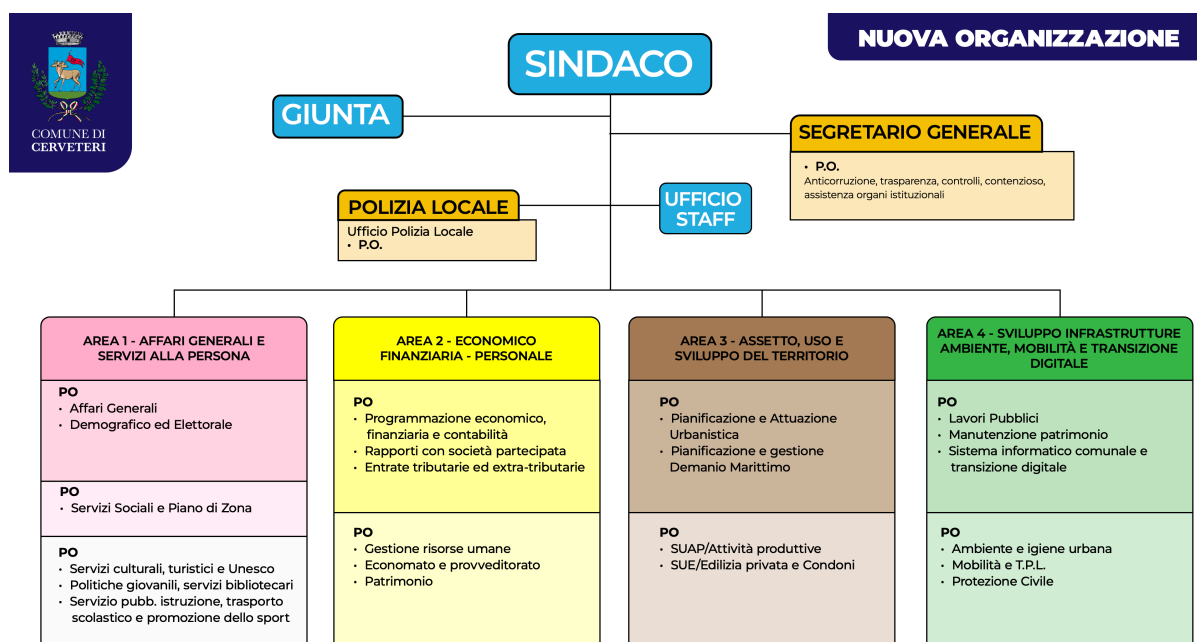 COMUNE DI
CERVETERI
NUOVA ORGANIZZAZIONE
SINDACO
GIUNTA
SEGRETARIO GENERALE
• P.O.
Anticorruzione, trasparenza, controlli, contenzioso,
assistenza organi istituzionali
POLIZIA LOCALE
Ufficio Polizia Locale
• P.O.
UFFICIO
STAFF
AREA 1 - AFFARI GENERALI E
SERVIZI ALLA PERSONA
PO
• Affari Generali
• Demografico ed Elettorale
PO
• Servizi Sociali e Piano di Zona
PO
• Servizi culturali, turistici e Unesco
• Politiche giovanili, servizi bibliotecari
• Servizio pubb. istruzione, trasporto
scolastico e promozione dello sport
AREA 2 - ECONOMICO
FINANZIARIA - PERSONALE
PO
• Programmazione economico,
finanziaria e contabilità
• Rapporti con società partecipata
• Entrate tributarie ed extra-tributarie
PO
• Gestione risorse umane
• Economato e provveditorato
• Patrimonio
AREA 3 - ASSETTO, USO E
SVILUPPO DEL TERRITORIO
PO
• Pianificazione e Attuazione
Urbanistica
• Pianificazione e gestione
Demanio Marittimo
PO
• SUAP/Attività produttive
• SUE/Edilizia privata e Condoni
AREA 4 - SVILUPPO INFRASTRUTTURE
AMBIENTE, MOBILITÀ E TRANSIZIONE
DIGITALE
PO
• Lavori Pubblici
• Manutenzione patrimonio
• Sistema informatico comunale e
transizione digitale
PO
• Ambiente e igiene urbana
• Mobilità e T.P.L.
• Protezione Civile